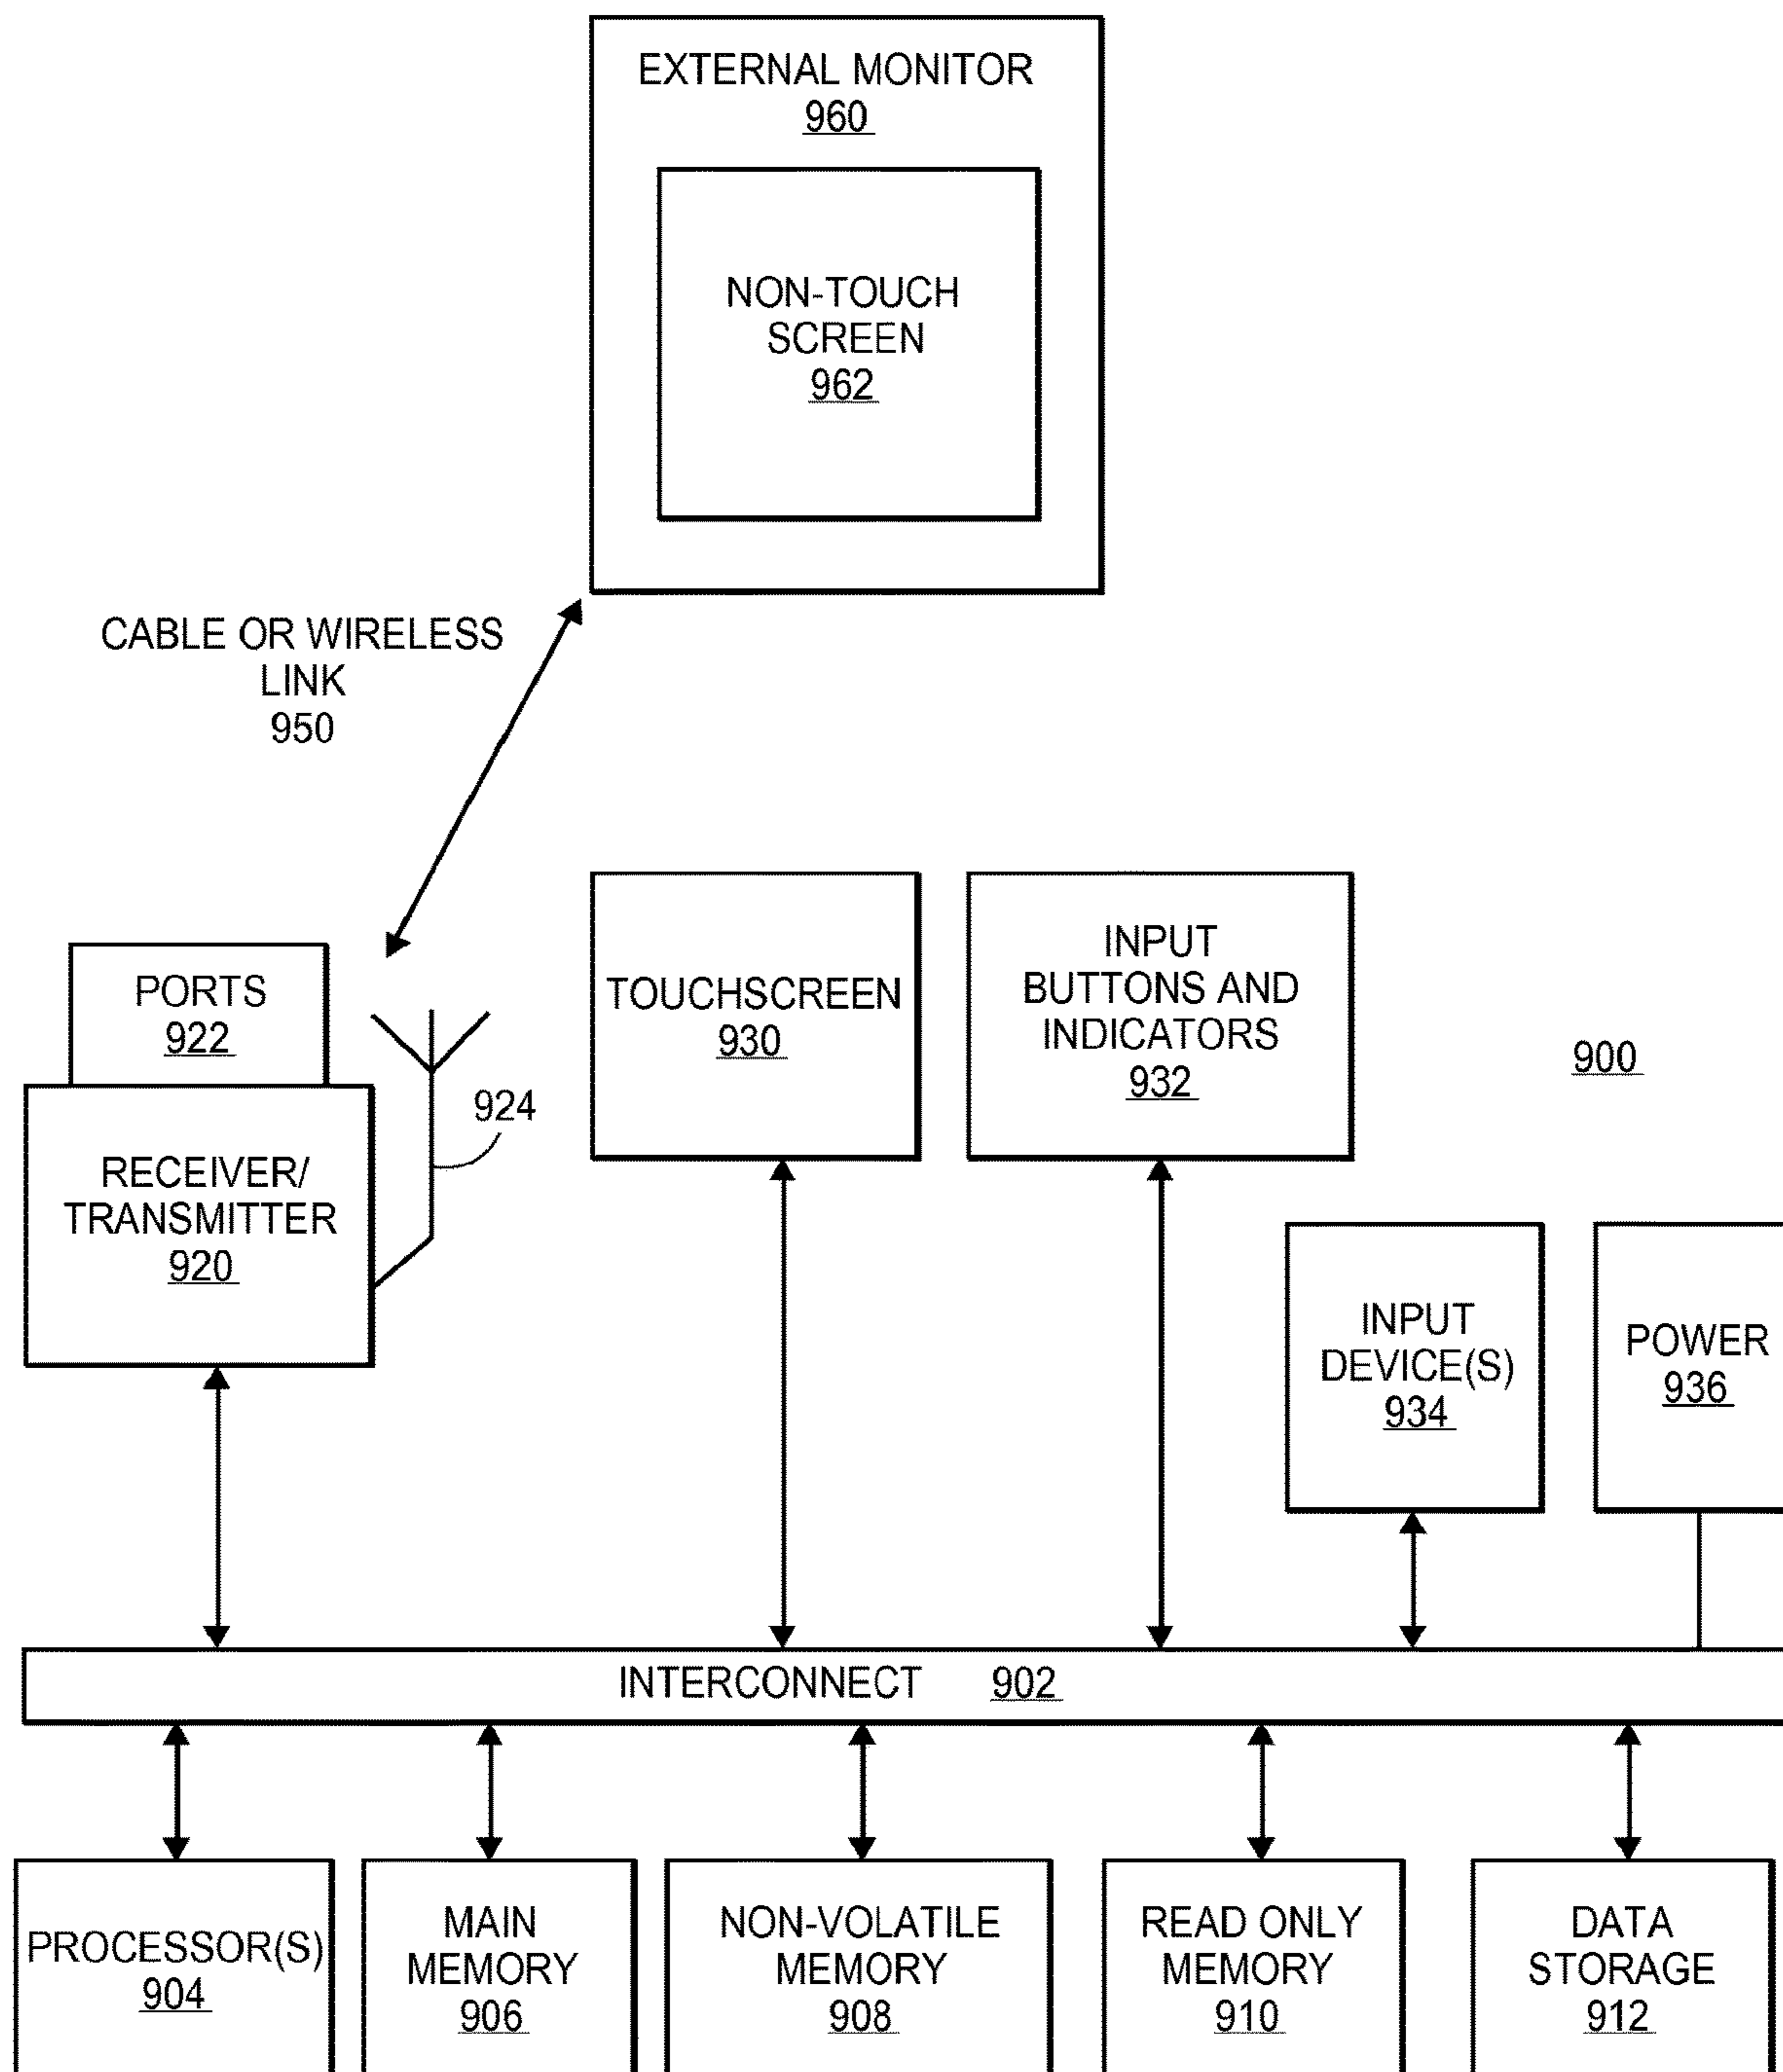 EXTERNAL MONITOR
960
NON-TOUCH
SCREEN
962
CABLE OR WIRELESS
LINK
950
PORTS
922
924
RECEIVER/
TRANSMITTER
920
TOUCHSCREEN
930
INPUT
BUTTONS AND
INDICATORS
932
900
INPUT
DEVICE(S)
934
POWER
936
INTERCONNECT 902
PROCESSOR(S)
904
MAIN
MEMORY
906
NON-VOLATILE
MEMORY
908
READ ONLY
MEMORY
910
DATA
STORAGE
912